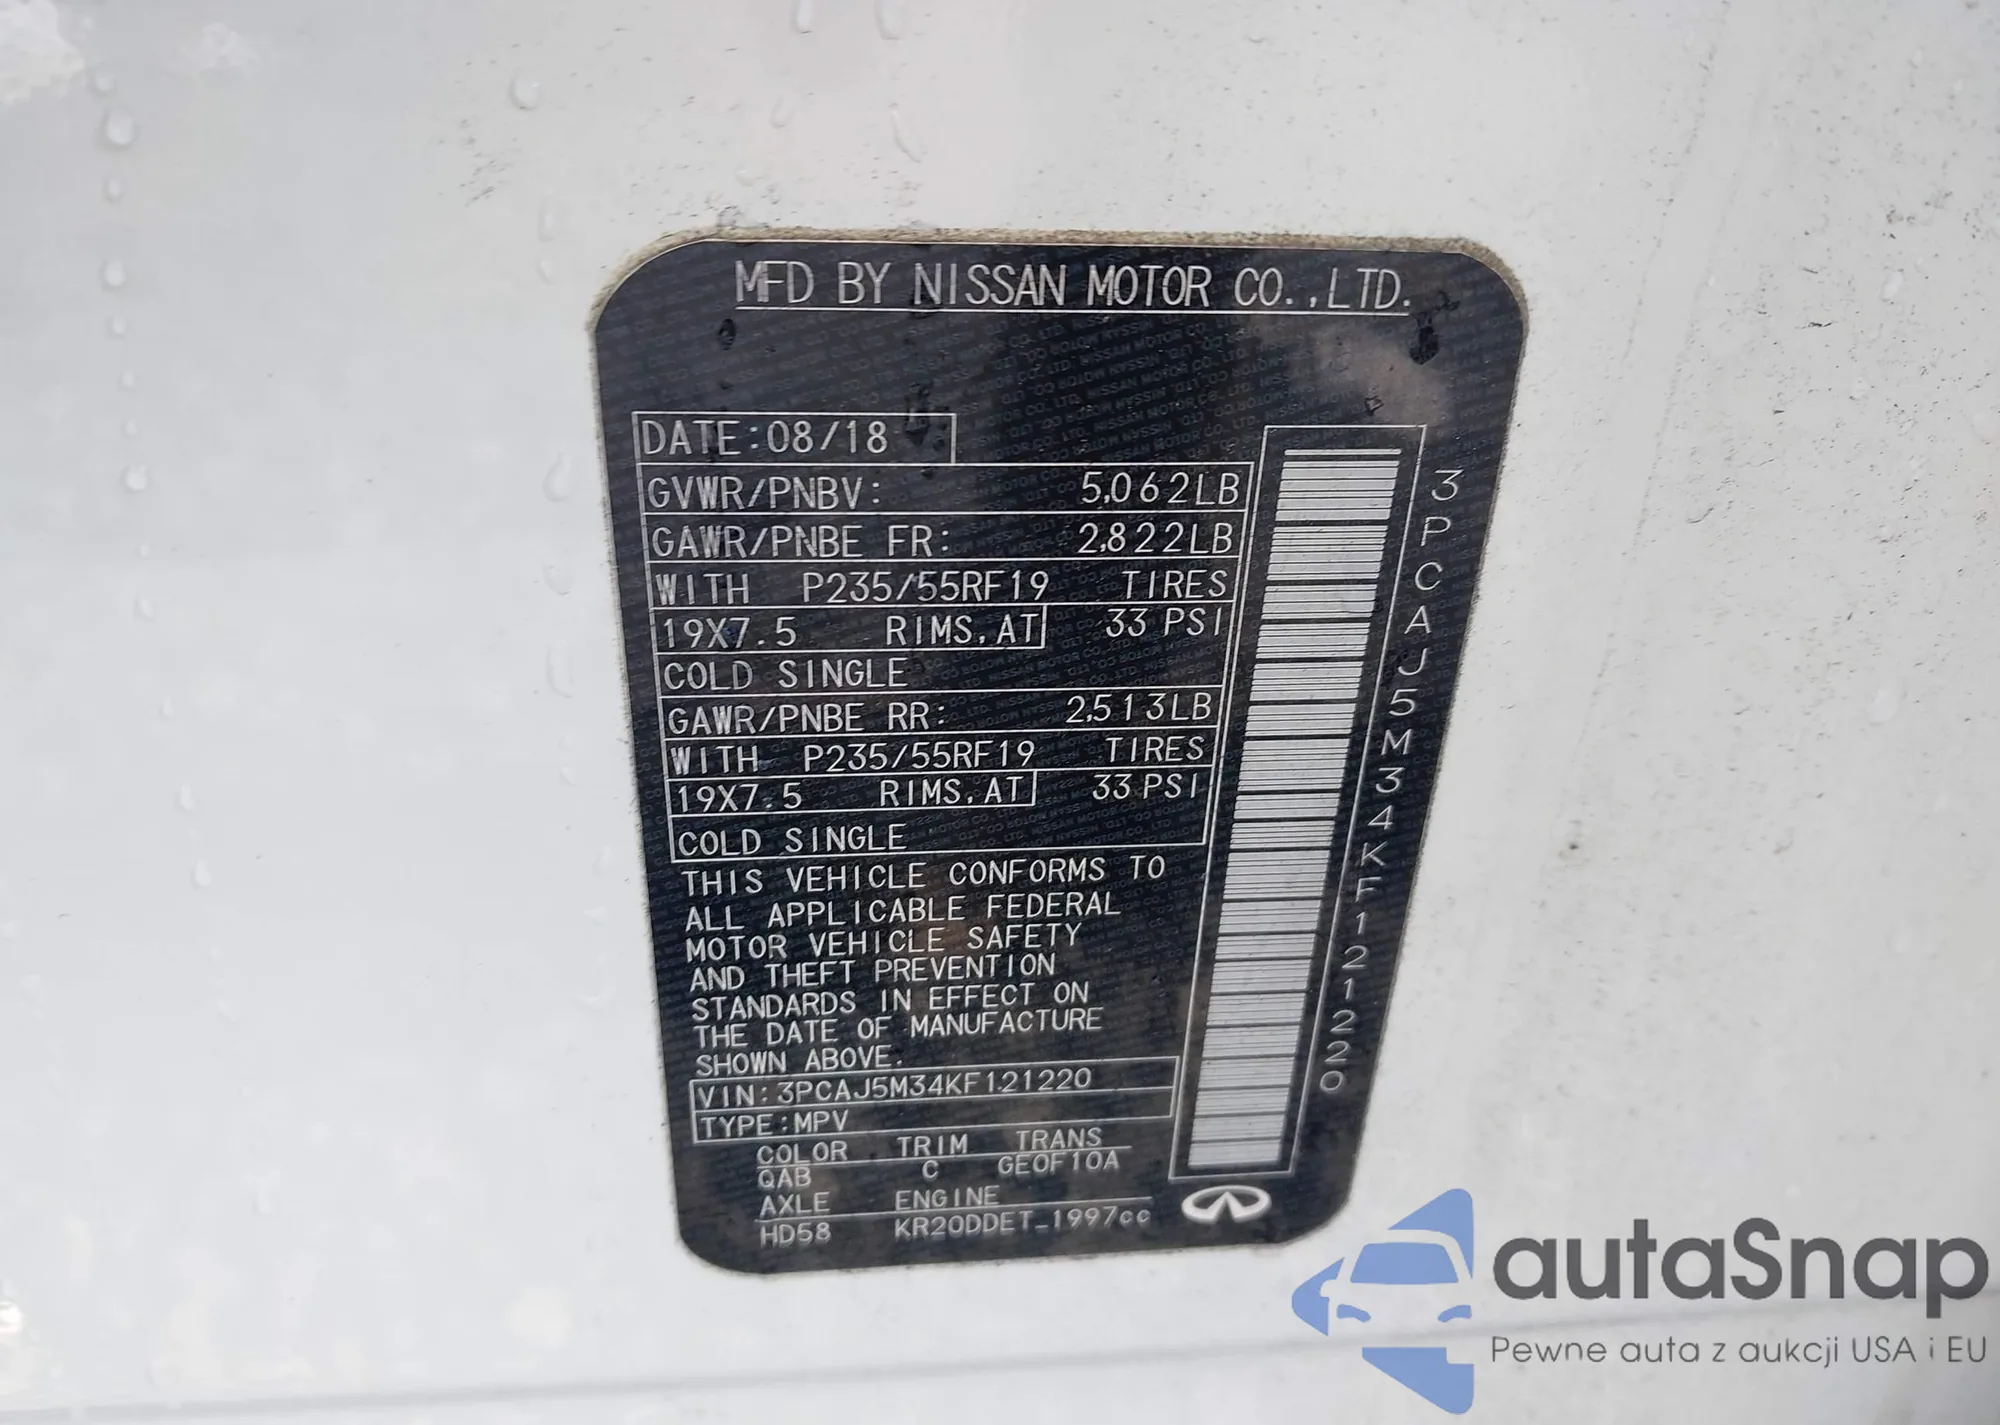 MFD BY NISSAN MOTOR CO.,LTD.
DATE:08/18
GVWR/PNBV: 5,062LB
GAWR/PNBE FR: 2,822LB
WITH P235/55RF19 TIRES
19X7.5 RIMS,AT 33 PSI
COLD SINGLE
GAWR/PNBE RR: 2,513LB
WITH P235/55RF19 TIRES
19X7.5 RIMS,AT 33 PSI
COLD SINGLE
THIS VEHICLE CONFORMS TO
ALL APPLICABLE FEDERAL
MOTOR VEHICLE SAFETY
AND THEFT PREVENTION
STANDARDS IN EFFECT ON
THE DATE OF MANUFACTURE
SHOWN ABOVE.
VIN:3PCAJ5M34KF121220
TYPE:MPV
COLOR TRIM TRANS
QAB C GE0F10A
AXLE ENGINE
HD58 KR20DDET_1997cc
3PCAJ5M34KF121220
autaSnap
Pewne auta z aukcji USA i EU